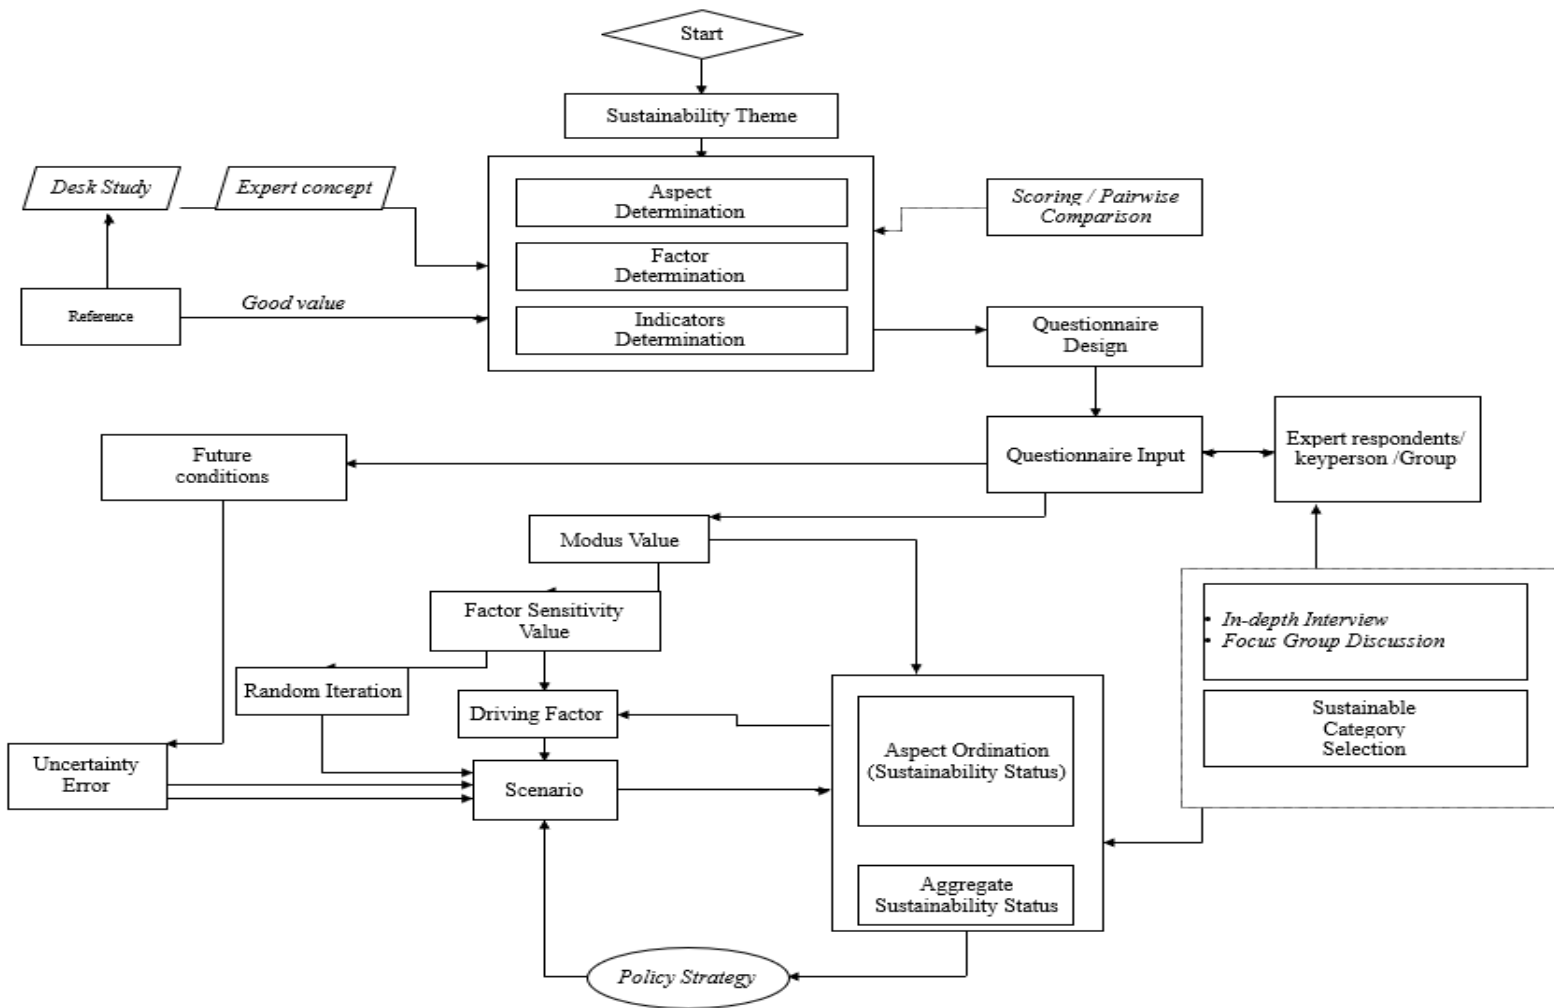 Start
Sustainability Theme
Desk Study
Expert concept
Aspect
Determination
Scoring / Pairwise
Comparison
Factor
Determination
Reference
Good value
Indicators
Determination
Questionnaire
Design
Future
conditions
Questionnaire Input
Expert respondents/
keyperson /Group
Modus Value
Factor Sensitivity
Value
• In-depth Interview
• Focus Group Discussion
Random Iteration
Driving Factor
Sustainable
Category
Selection
Uncertainty
Error
Scenario
Aspect Ordination
(Sustainability Status)
Aggregate
Sustainability Status
Policy Strategy